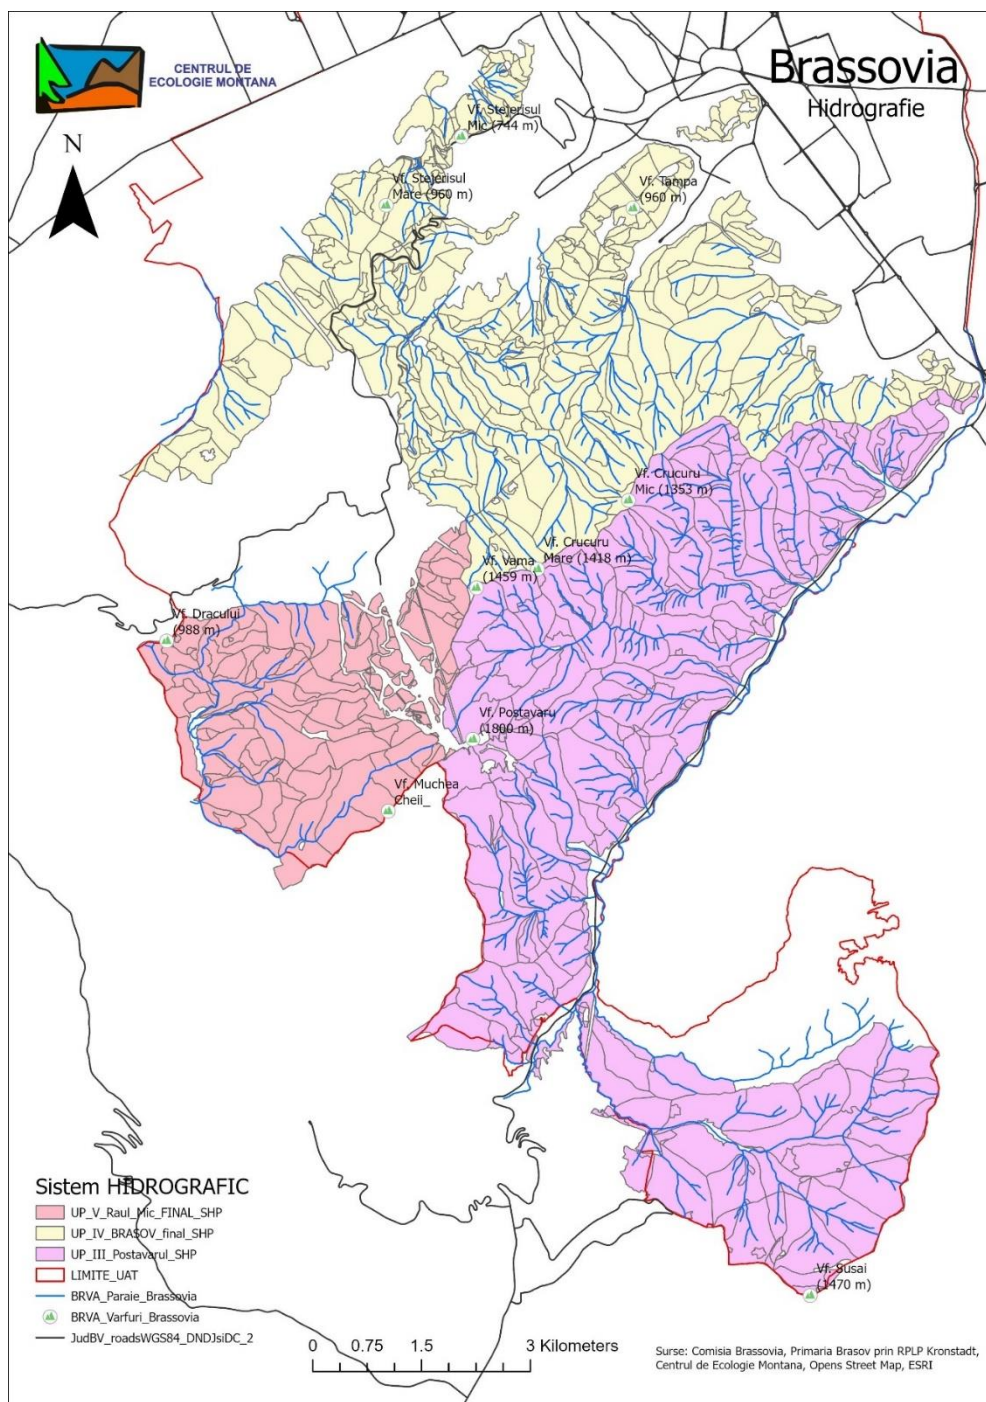 CENTRUL DE
ECOLOGIE MONTANA
Brassovia
Hidrografie
N
Vf. Stejerisul
Mic (744 m)
Vf. Stejerisul
Mare (960 m)
Vf. Tampa
(960 m)
Vf. Crucuru
Mic (1353 m)
Vf. Crucuru
Mare (1418 m)
Vf. Vama
(1459 m)
Vf. Dracului
(988 m)
Vf. Postavaru
(1800 m)
Vf. Muchea
Cheii_
Vf. Susai
(1470 m)
Sistem HIDROGRAFIC
UP_V_Raul_Mic_FINAL_SHP
UP_IV_BRASOV_final_SHP
UP_III_Postavarul_SHP
LIMITE_UAT
BRVA_Paraie_Brassovia
BRVA_Varfuri_Brassovia
JudBV_roadsWGS84_DNDJsiDC_2
0 0.75 1.5 3 Kilometers
Surse: Comisia Brassovia, Primaria Brasov prin RPLP Kronstadt,
Centrul de Ecologie Montana, Opens Street Map, ESRI